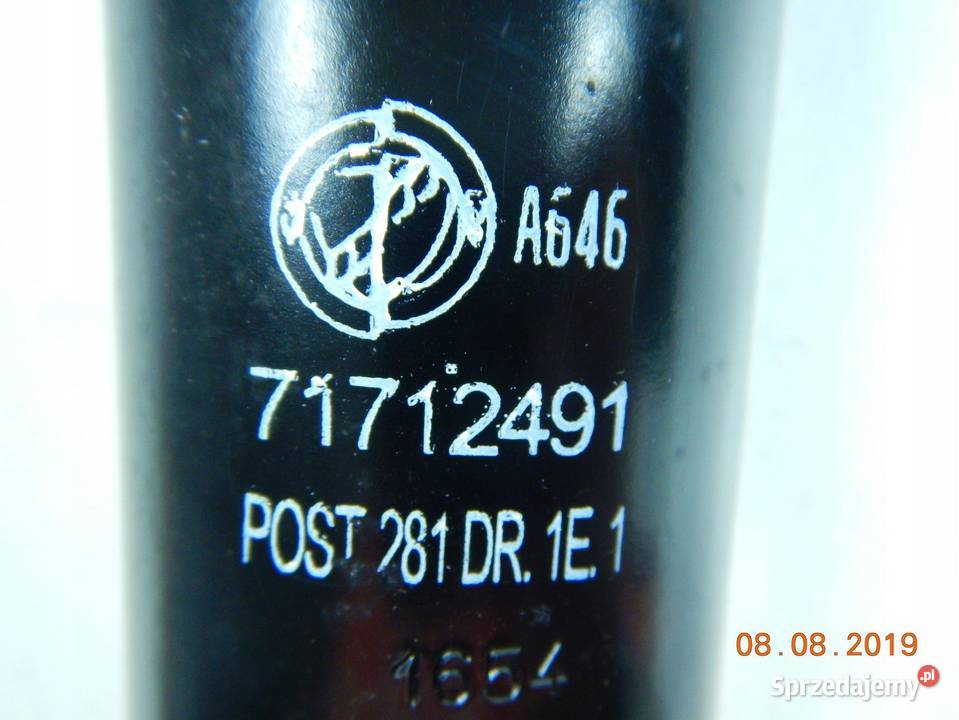 A646
71712491
POST 281 DR. 1E. 1
1654
08.08.2019
Sprzedajemy.pl